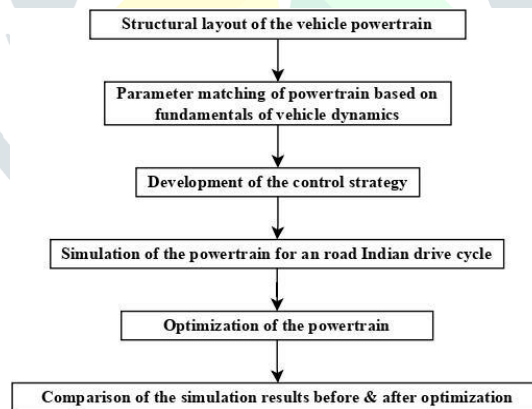 Structural layout of the vehicle powertrain
Parameter matching of powertrain based on
fundamentals of vehicle dynamics
Development of the control strategy
Simulation of the powertrain for an road Indian drive cycle
Optimization of the powertrain
Comparison of the simulation results before & after optimization